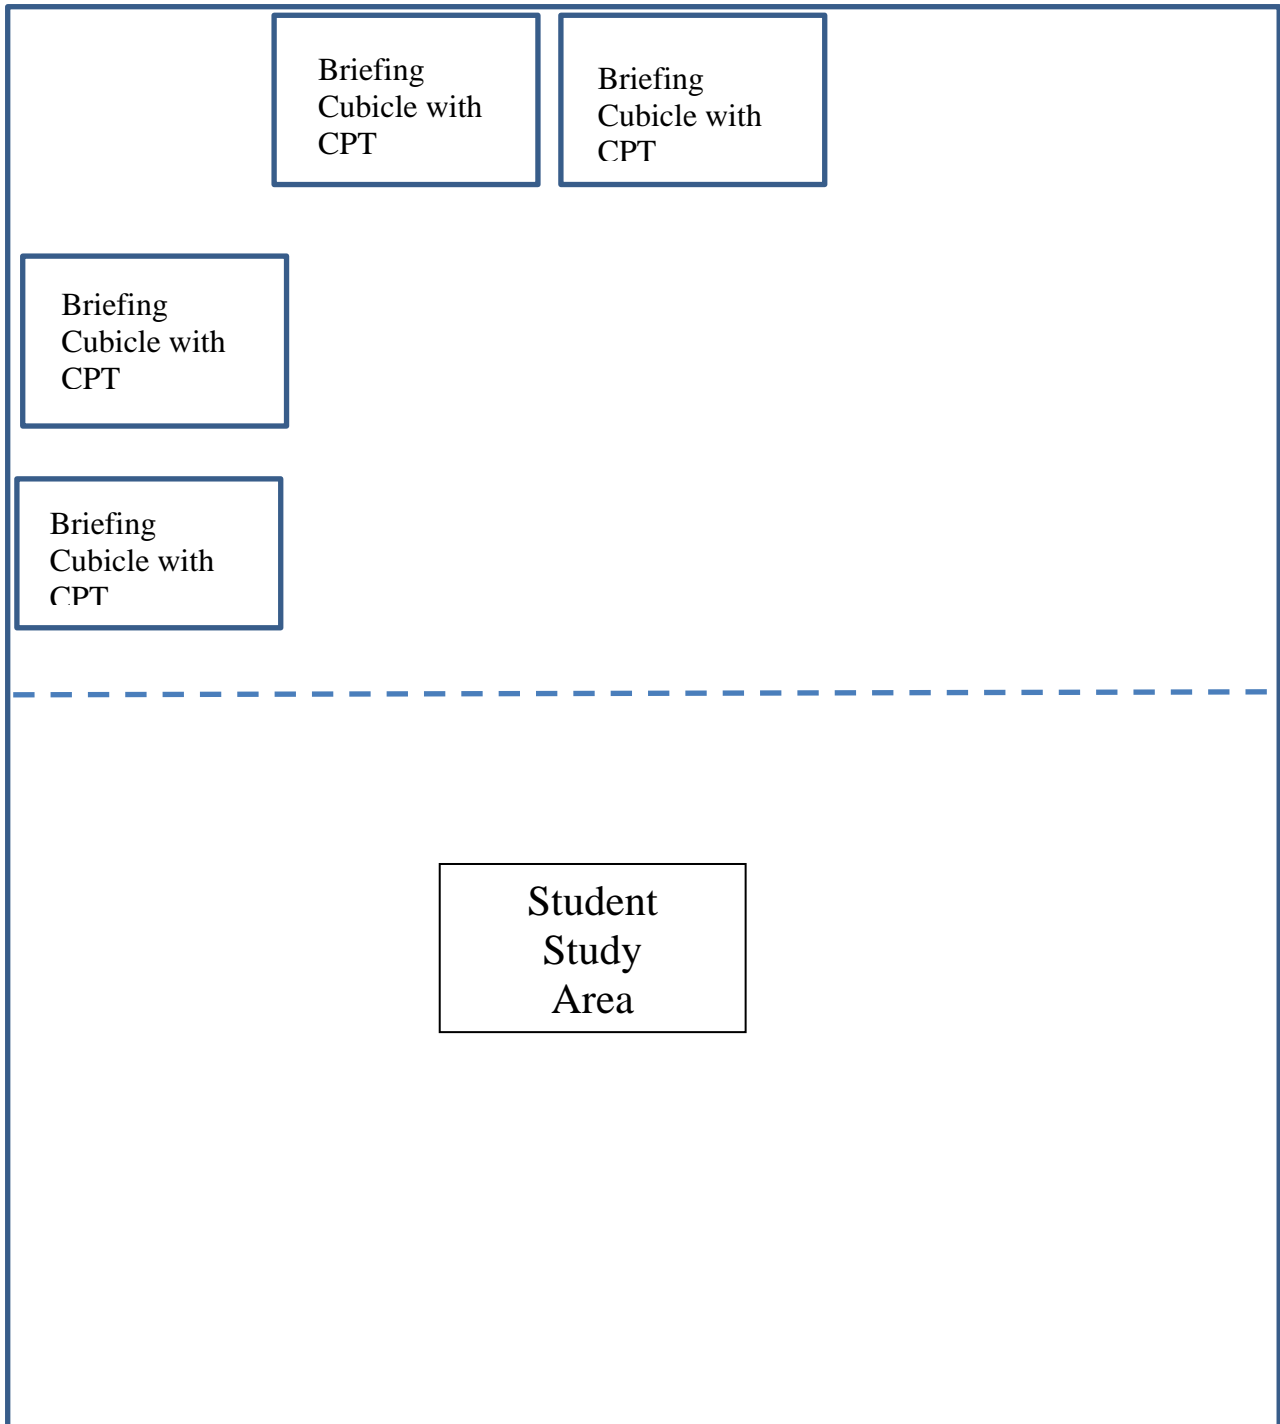 Briefing
Cubicle with
CPT
Briefing
Cubicle with
CPT
Briefing
Cubicle with
CPT
Briefing
Cubicle with
CPT
Student
Study
Area